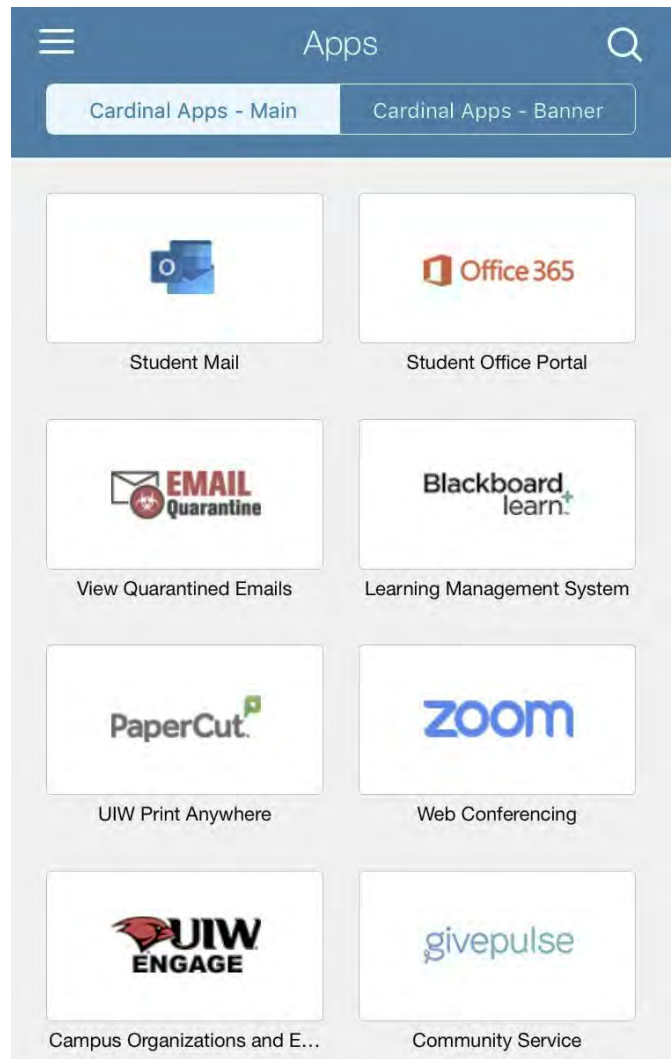 Apps
Cardinal Apps - Main
Cardinal Apps - Banner
Office 365
Student Mail
Student Office Portal
EMAIL
Quarantine
Blackboard
learn
View Quarantined Emails
Learning Management System
PaperCut
zoom
UIW Print Anywhere
Web Conferencing
UIW
ENGAGE
givepulse
Campus Organizations and E...
Community Service